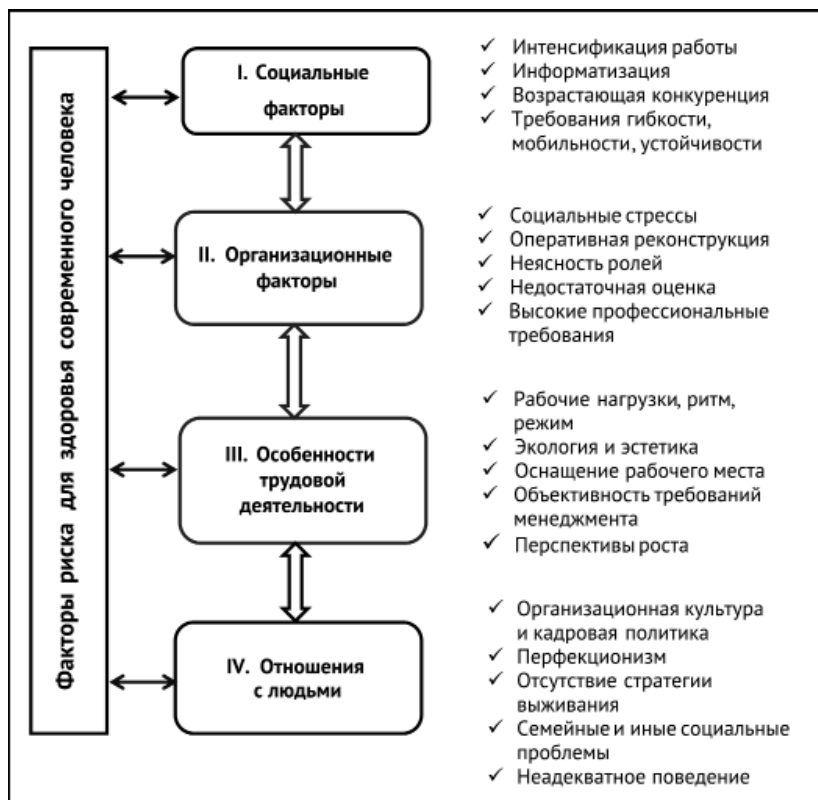 Факторы риска для здоровья современного человека
I. Социальные
факторы
✓ Интенсификация работы
✓ Информатизация
✓ Возрастающая конкуренция
✓ Требования гибкости,
мобильности, устойчивости
II. Организационные
факторы
✓ Социальные стрессы
✓ Оперативная реконструкция
✓ Неясность ролей
✓ Недостаточная оценка
✓ Высокие профессиональные
требования
III. Особенности
трудовой
деятельности
✓ Рабочие нагрузки, ритм,
режим
✓ Экология и эстетика
✓ Оснащение рабочего места
✓ Объективность требований
менеджмента
✓ Перспективы роста
IV. Отношения
с людьми
✓ Организационная культура
и кадровая политика
✓ Перфекционизм
✓ Отсутствие стратегии
выживания
✓ Семейные и иные социальные
проблемы
✓ Неадекватное поведение